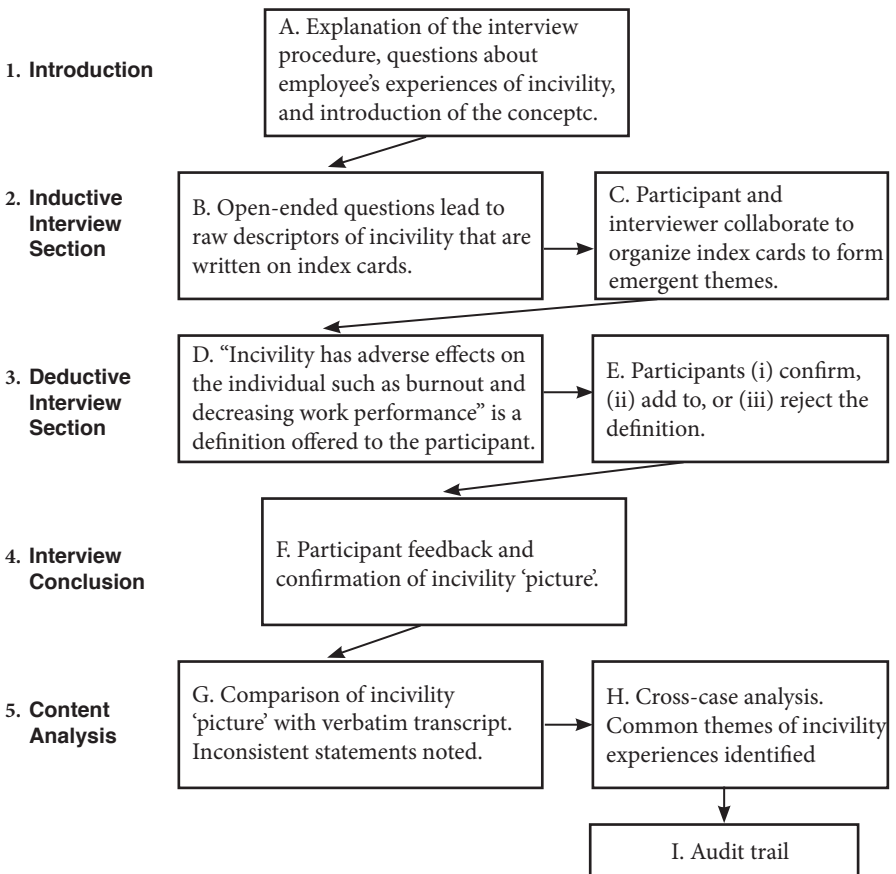 1. Introduction
A. Explanation of the interview
procedure, questions about
employee's experiences of incivility,
and introduction of the conceptc.
2. Inductive
Interview
Section
B. Open-ended questions lead to
raw descriptors of incivility that are
written on index cards.
C. Participant and
interviewer collaborate to
organize index cards to form
emergent themes.
3. Deductive
Interview
Section
D. “Incivility has adverse effects on
the individual such as burnout and
decreasing work performance” is a
definition offered to the participant.
E. Participants (i) confirm,
(ii) add to, or (iii) reject the
definition.
4. Interview
Conclusion
F. Participant feedback and
confirmation of incivility ‘picture’.
5. Content
Analysis
G. Comparison of incivility
‘picture’ with verbatim transcript.
Inconsistent statements noted.
H. Cross-case analysis.
Common themes of incivility
experiences identified
I. Audit trail